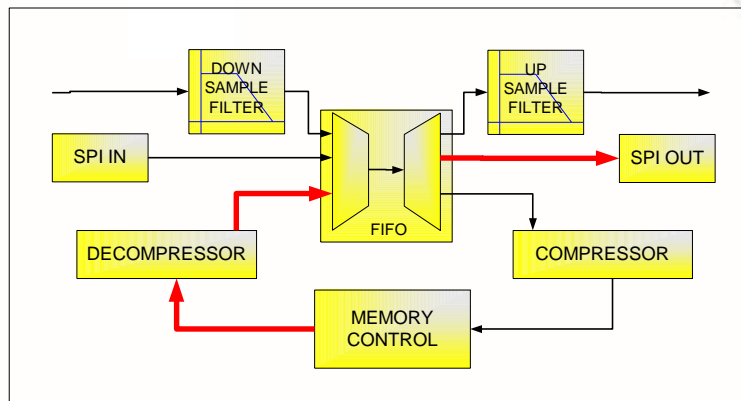 DOWN
SAMPLE
FILTER
UP
SAMPLE
FILTER
SPI IN
SPI OUT
FIFO
DECOMPRESSOR
COMPRESSOR
MEMORY
CONTROL